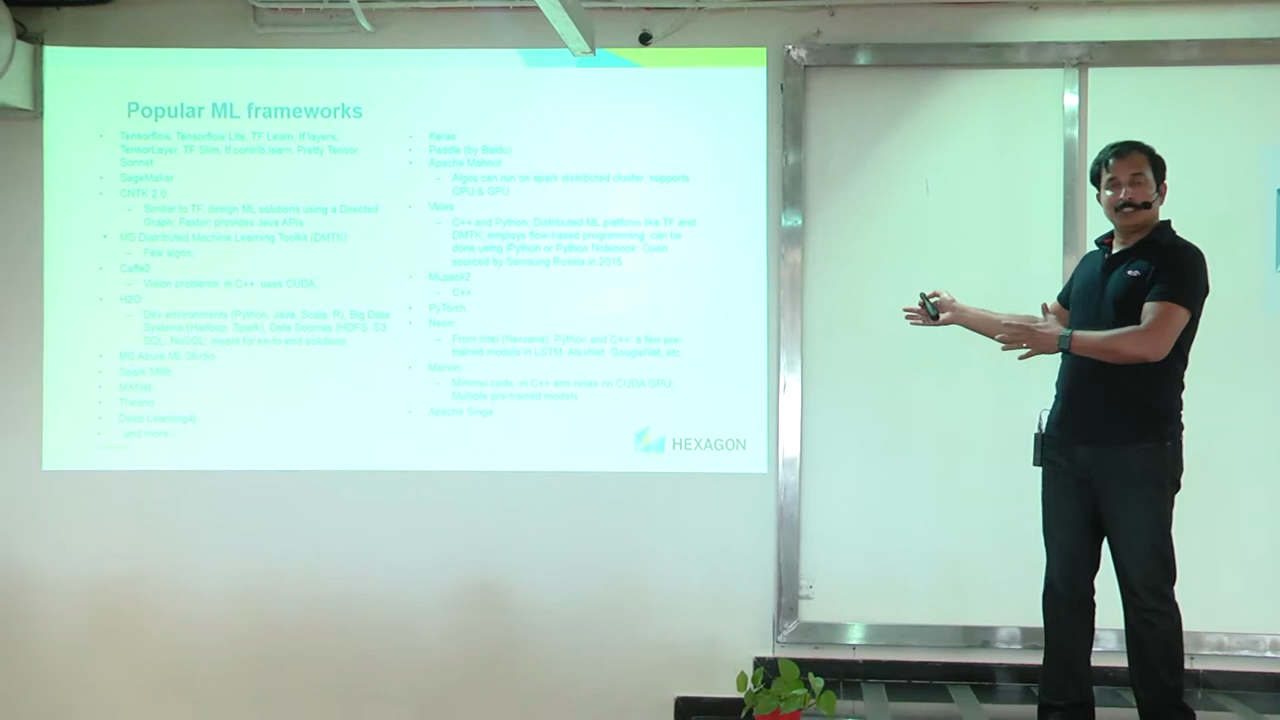 Popular ML frameworks
Tensorflow, Tensorflow Lite, TF Learn, tf.layers,
TensorLayer, TF Slim, tf.contrib.learn, Pretty Tensor,
Sonnet
SageMaker
CNTK 2.0:
– Similar to TF, design ML solutions using a Directed
Graph; Faster; provides Java APIs
MS Distributed Machine Learning Toolkit (DMTK)
– Few algos
Caffe2:
– Vision problems; in C++, uses CUDA;
H2O:
– Dev environments (Python, Java, Scala, R), Big Data
Systems (Hadoop, Spark), Data Sources (HDFS, S3,
SQL, NoSQL; meant for en-to-end solutions
MS Azure ML Studio
Spark Mllib
MXNet
Theano
Deep Learning4j
and more
Keras
Paddle (by Baidu)
Apache Mahout
– Algos can run on spark distributed cluster, supports
CPU & GPU
Veles
– C++ and Python; Distributed ML platform like TF and
DMTK; employs flow-based programming; can be
done using iPython or Python Notebook; Open
sourced by Samsung Russia in 2015
MLpack2
– C++
PyTorch
Neon:
– From Intel (Nervana); Python and C++; a few pre-
trained models in LSTM, AlexNet, GoogleNet, etc
Marvin:
– Minimal code; in C++ and relies on CUDA GPU;
Multiple pre-trained models
Apache Singa
HEXAGON